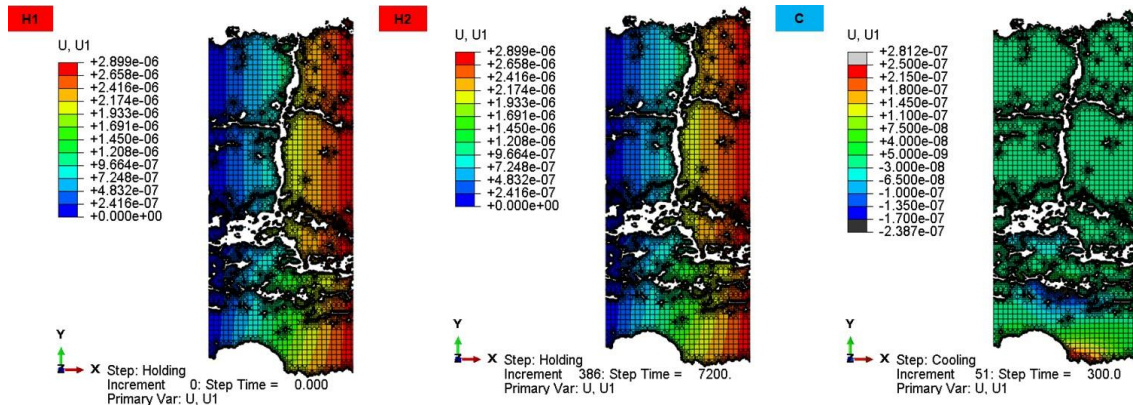 H1
U, U1
+2.899e-06
+2.658e-06
+2.416e-06
+2.174e-06
+1.933e-06
+1.691e-06
+1.450e-06
+1.208e-06
+9.664e-07
+7.248e-07
+4.832e-07
+2.416e-07
+0.000e+00
Y
Z X
Step: Holding
Increment 0: Step Time = 0.000
Primary Var: U, U1
H2
U, U1
+2.899e-06
+2.658e-06
+2.416e-06
+2.174e-06
+1.933e-06
+1.691e-06
+1.450e-06
+1.208e-06
+9.664e-07
+7.248e-07
+4.832e-07
+2.416e-07
+0.000e+00
Y
Z X
Step: Holding
Increment 386: Step Time = 7200.
Primary Var: U, U1
C
U, U1
+2.812e-07
+2.500e-07
+2.150e-07
+1.800e-07
+1.450e-07
+1.100e-07
+7.500e-08
+4.000e-08
+5.000e-09
-3.000e-08
-6.500e-08
-1.000e-07
-1.350e-07
-1.700e-07
-2.387e-07
Y
Z X
Step: Cooling
Increment 51: Step Time = 300.0
Primary Var: U, U1